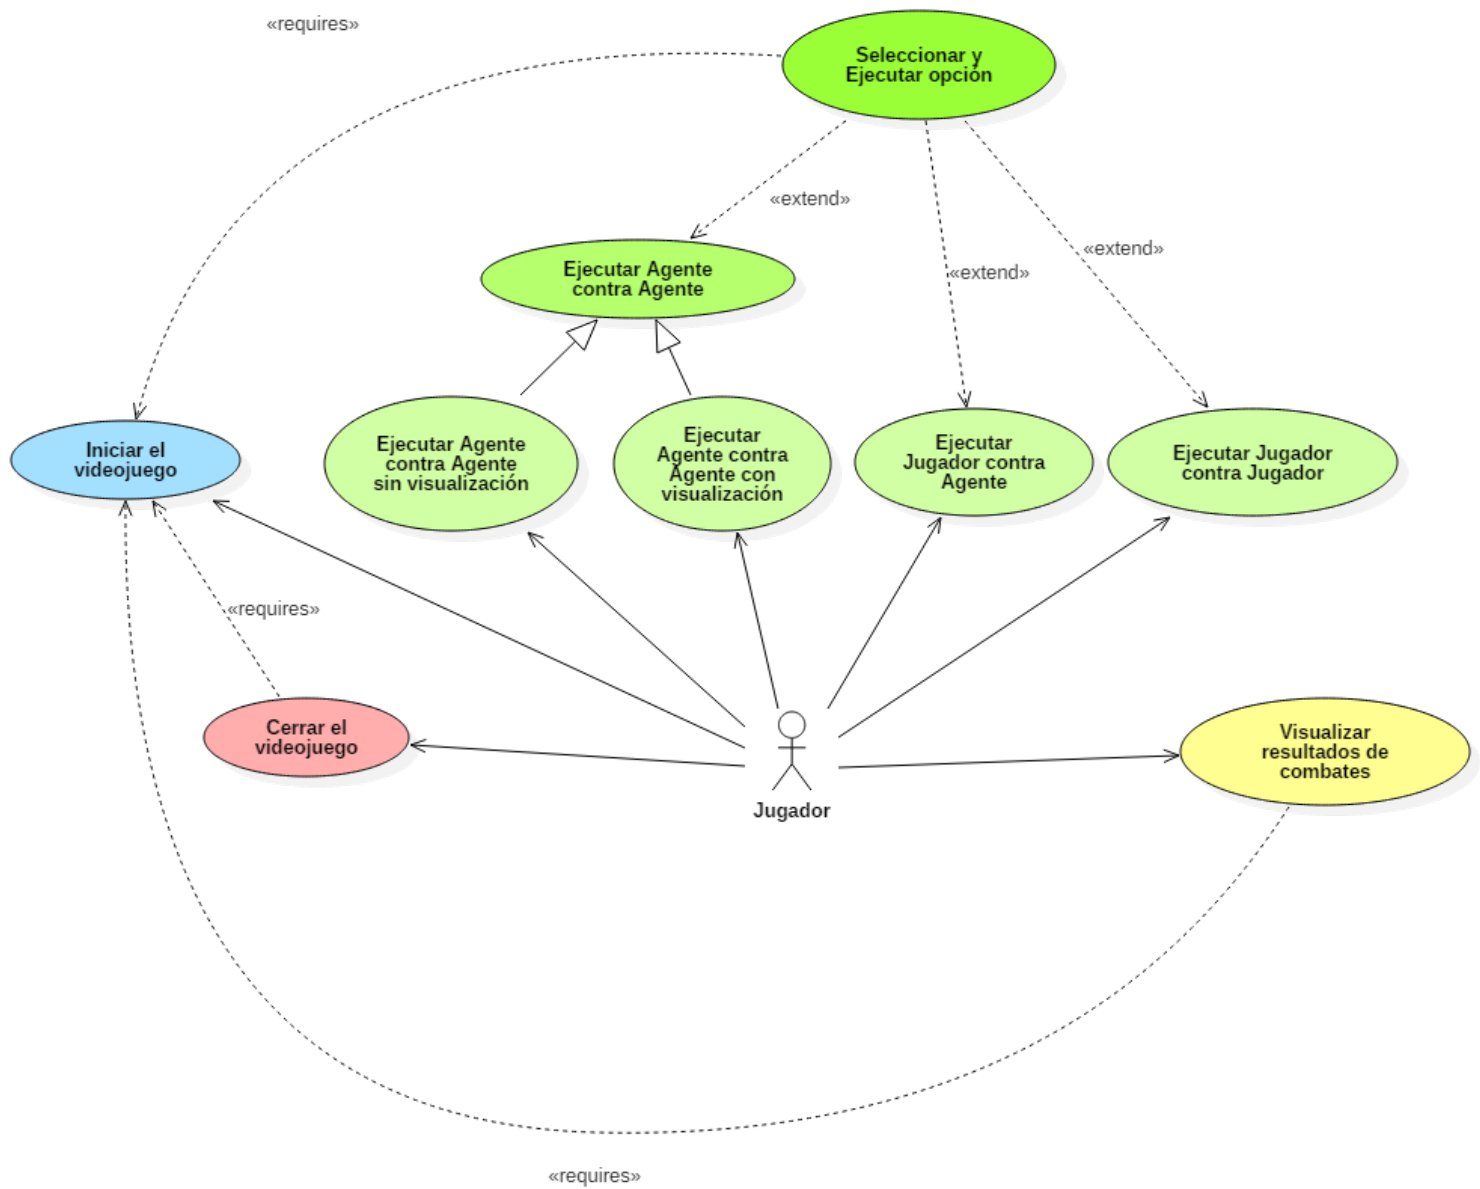 «requires»
Seleccionar y
Ejecutar opción
«extend»
«extend»
«extend»
Ejecutar Agente
contra Agente
Iniciar el
videojuego
Ejecutar Agente
contra Agente
sin visualización
Ejecutar
Agente contra
Agente con
visualización
Ejecutar
Jugador contra
Agente
Ejecutar Jugador
contra Jugador
«requires»
Cerrar el
videojuego
Jugador
Visualizar
resultados de
combates
«requires»